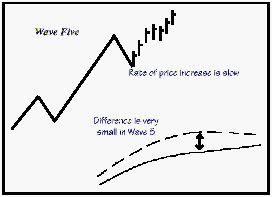 Wave Five
Rate of price increase is slow
Difference is very
small in Wave 5